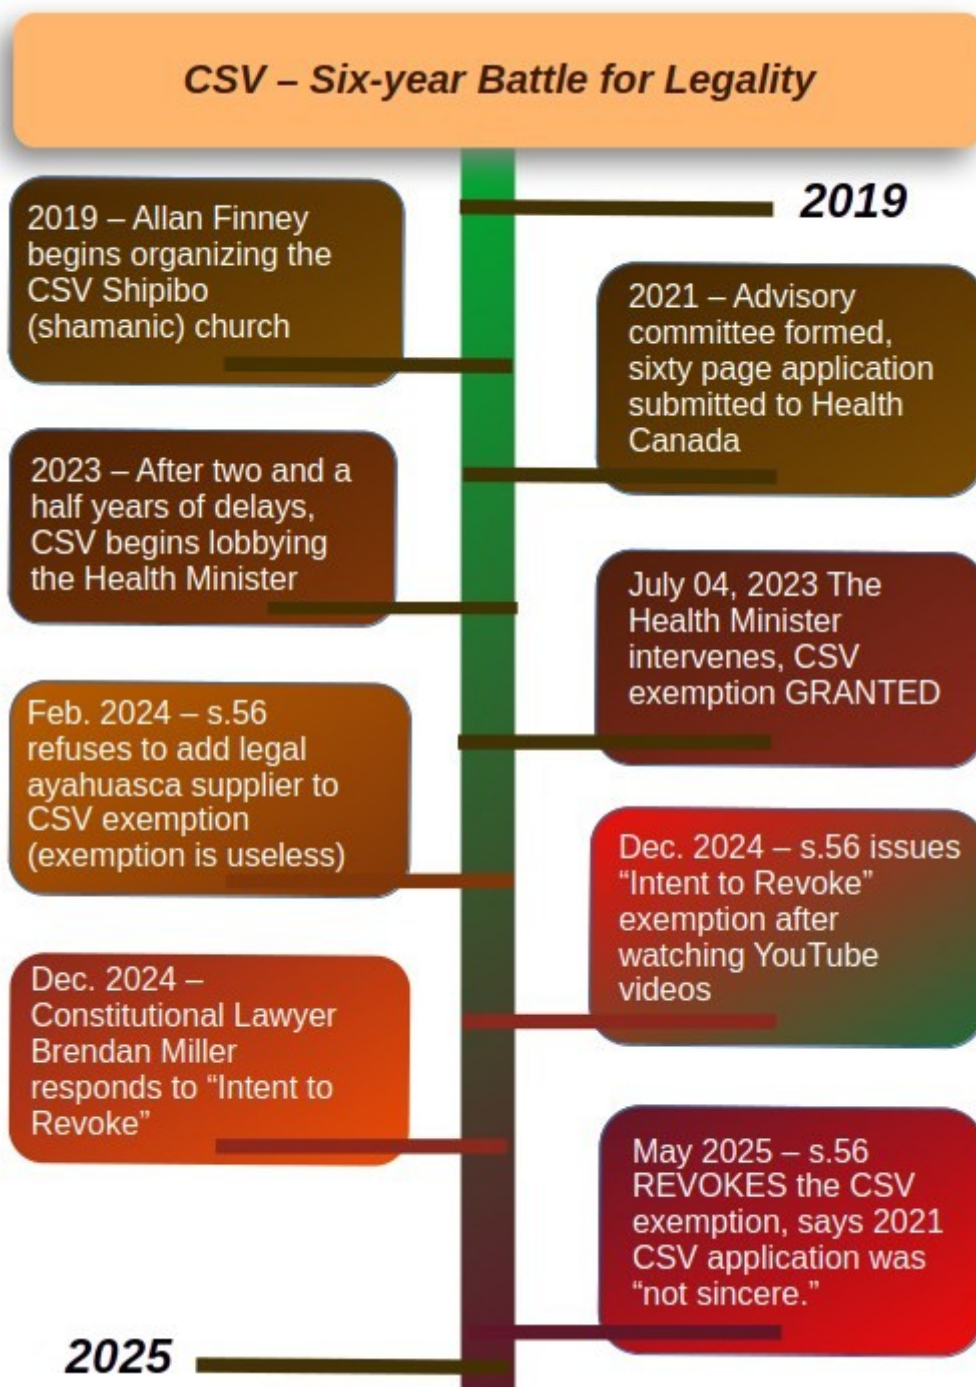 CSV – Six-year Battle for Legality
2019
2019 – Allan Finney
begins organizing the
CSV Shipibo
(shamanic) church
2021 – Advisory
committee formed,
sixty page application
submitted to Health
Canada
2023 – After two and a
half years of delays,
CSV begins lobbying
the Health Minister
July 04, 2023 The
Health Minister
intervenes, CSV
exemption GRANTED
Feb. 2024 – s.56
refuses to add legal
ayahuasca supplier to
CSV exemption
(exemption is useless)
Dec. 2024 – s.56 issues
“Intent to Revoke”
exemption after
watching YouTube
videos
Dec. 2024 –
Constitutional Lawyer
Brendan Miller
responds to “Intent to
Revoke”
May 2025 – s.56
REVOKES the CSV
exemption, says 2021
CSV application was
“not sincere.”
2025